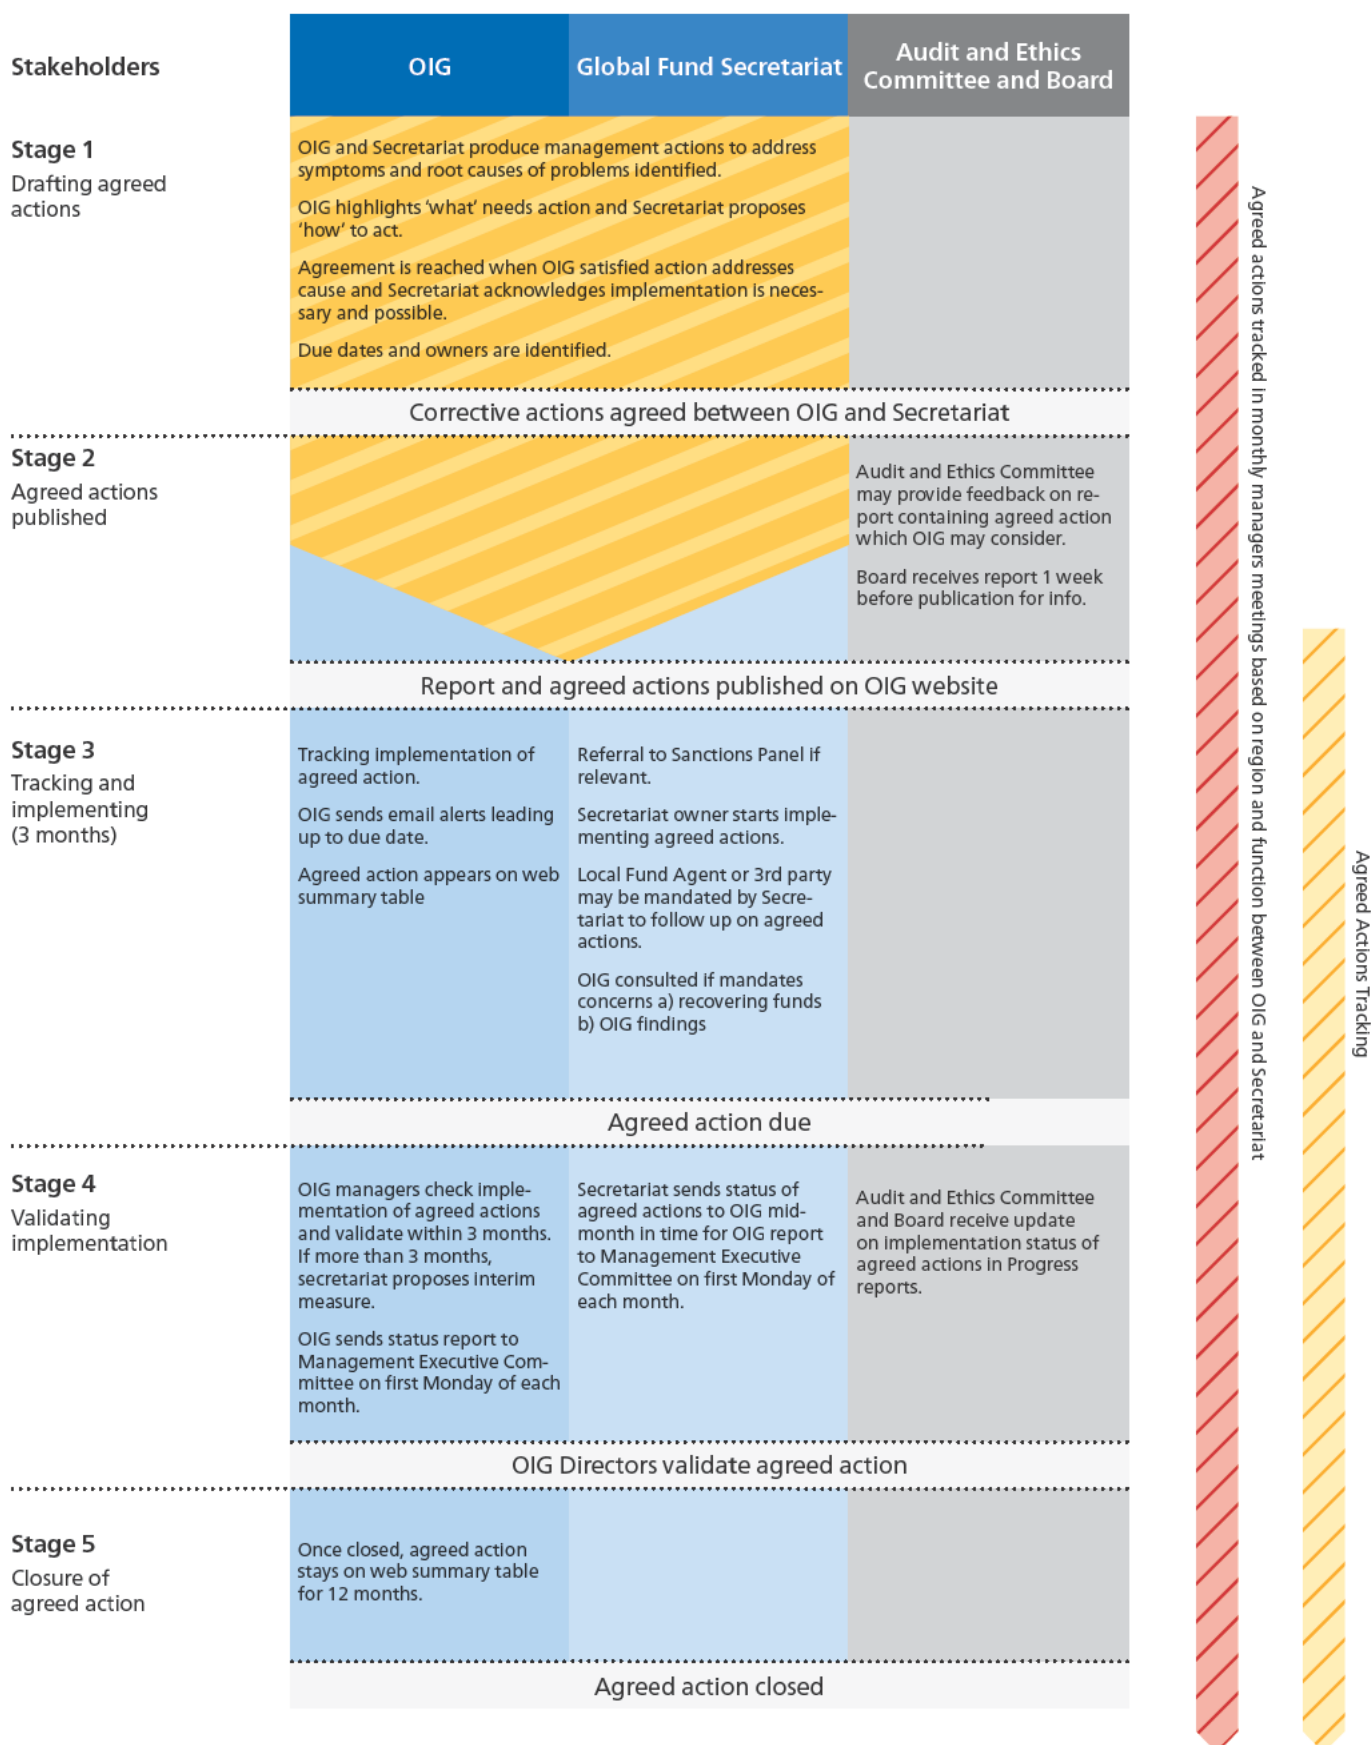 Stakeholders
OIG
Global Fund Secretariat
Audit and Ethics
Committee and Board
Stage 1
Drafting agreed
actions
OIG and Secretariat produce management actions to address
symptoms and root causes of problems identified.
OIG highlights ‘what’ needs action and Secretariat proposes
‘how’ to act.
Agreement is reached when OIG satisfied action addresses
cause and Secretariat acknowledges implementation is neces-
sary and possible.
Due dates and owners are identified.
Corrective actions agreed between OIG and Secretariat
Stage 2
Agreed actions
published
Audit and Ethics Committee
may provide feedback on re-
port containing agreed action
which OIG may consider.
Board receives report 1 week
before publication for info.
Report and agreed actions published on OIG website
Stage 3
Tracking and
implementing
(3 months)
Tracking implementation of
agreed action.
OIG sends email alerts leading
up to due date.
Agreed action appears on web
summary table
Referral to Sanctions Panel if
relevant.
Secretariat owner starts imple-
menting agreed actions.
Local Fund Agent or 3rd party
may be mandated by Secre-
tariat to follow up on agreed
actions.
OIG consulted if mandates
concerns a) recovering funds
b) OIG findings
Agreed action due
Stage 4
Validating
implementation
OIG managers check imple-
mentation of agreed actions
and validate within 3 months.
If more than 3 months,
secretariat proposes interim
measure.
OIG sends status report to
Management Executive Com-
mittee on first Monday of each
month.
Secretariat sends status of
agreed actions to OIG mid-
month in time for OIG report
to Management Executive
Committee on first Monday of
each month.
Audit and Ethics Committee
and Board receive update
on implementation status of
agreed actions in Progress
reports.
OIG Directors validate agreed action
Stage 5
Closure of
agreed action
Once closed, agreed action
stays on web summary table
for 12 months.
Agreed action closed
Agreed actions tracked in monthly managers meetings based on region and function between OIG and Secretariat
Agreed Actions Tracking